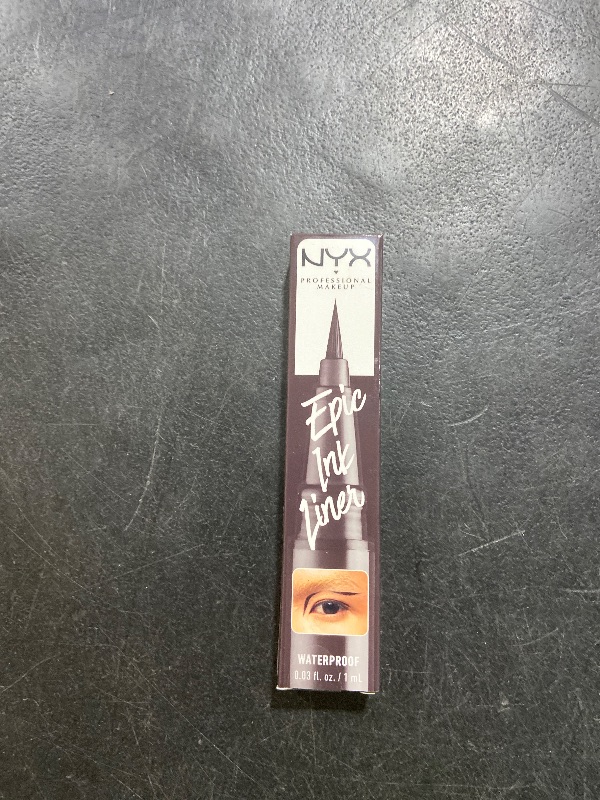 NYX
PROFESSIONAL
MAKEUP
Epic
Ink
Liner
WATERPROOF
0.03 fl. oz. / 1 mL